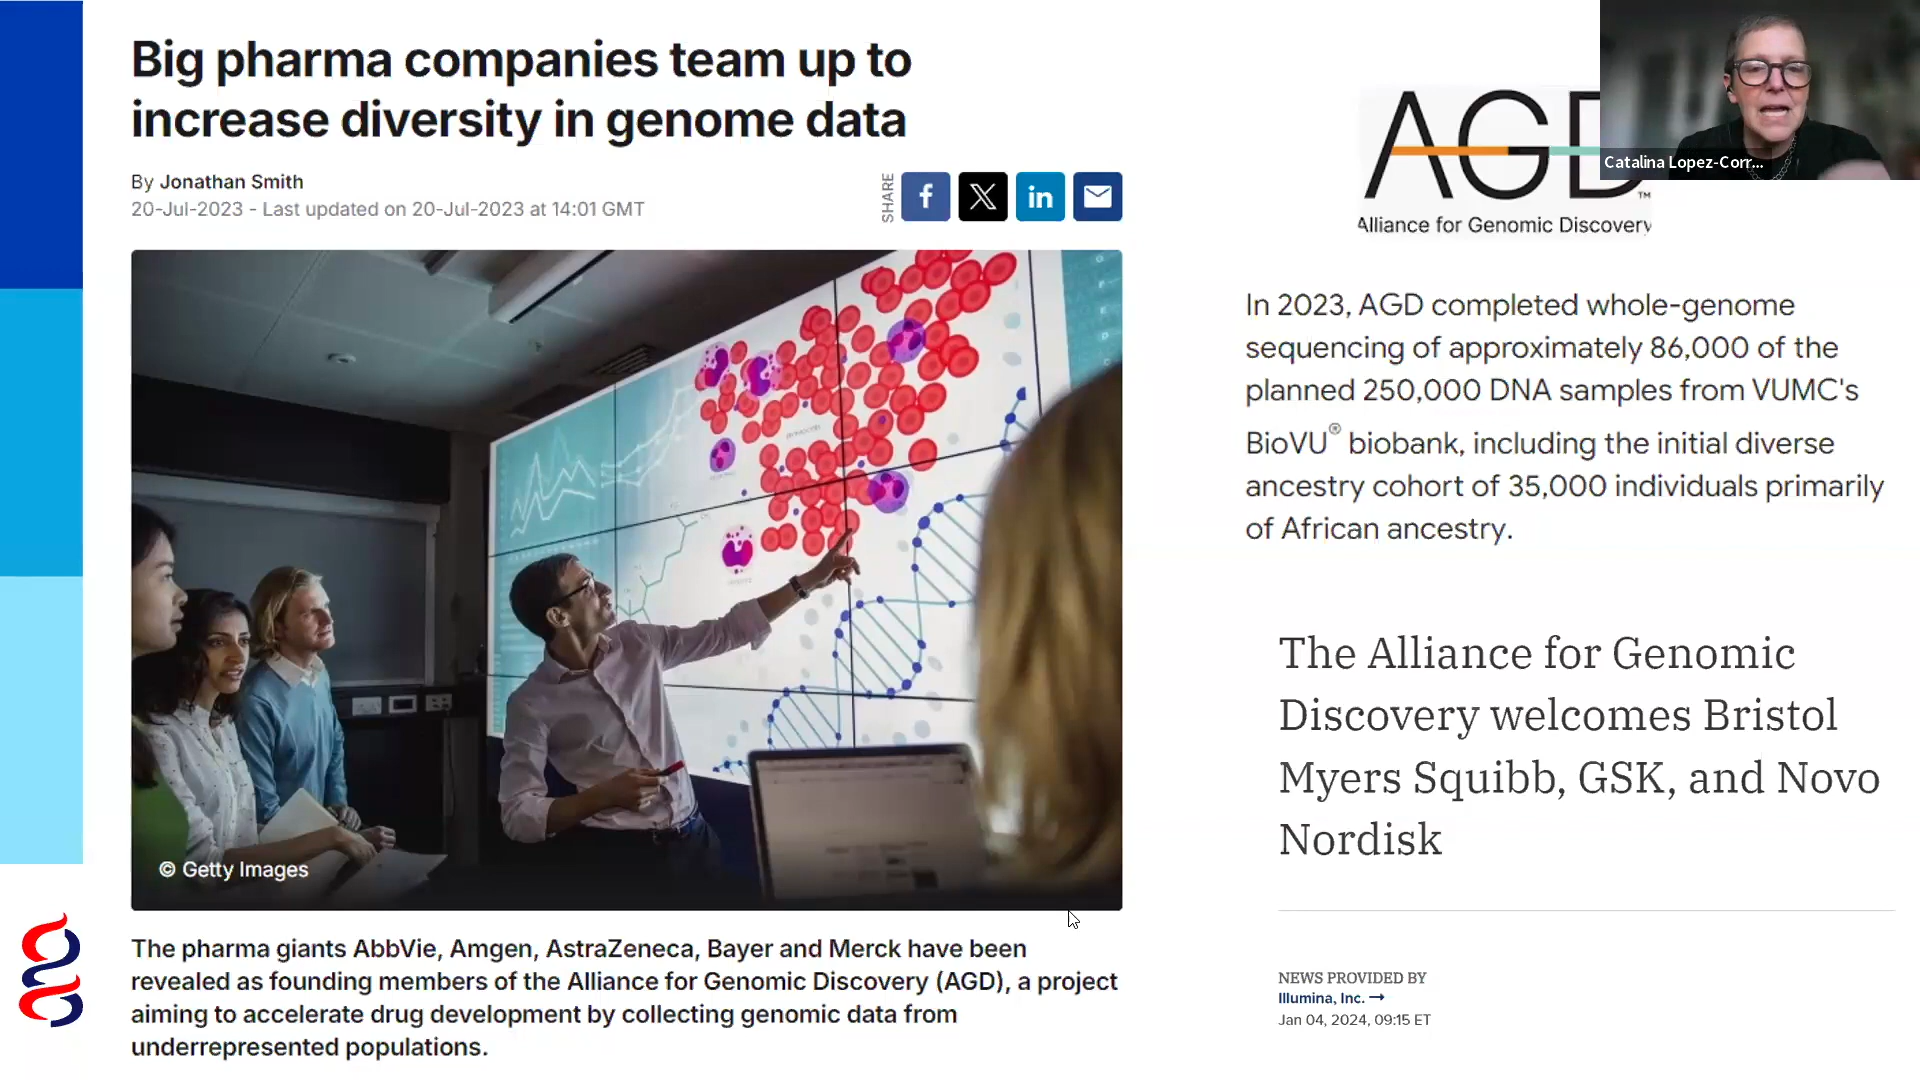 Big pharma companies team up to
increase diversity in genome data
By Jonathan Smith
20-Jul-2023 - Last updated on 20-Jul-2023 at 14:01 GMT
SHARE
© Getty Images
The pharma giants AbbVie, Amgen, AstraZeneca, Bayer and Merck have been
revealed as founding members of the Alliance for Genomic Discovery (AGD), a project
aiming to accelerate drug development by collecting genomic data from
underrepresented populations.
AGD
™
Alliance for Genomic Discovery
Catalina Lopez-Corr...
In 2023, AGD completed whole-genome
sequencing of approximately 86,000 of the
planned 250,000 DNA samples from VUMC's
BioVU® biobank, including the initial diverse
ancestry cohort of 35,000 individuals primarily
of African ancestry.
The Alliance for Genomic
Discovery welcomes Bristol
Myers Squibb, GSK, and Novo
Nordisk
NEWS PROVIDED BY
Illumina, Inc. →
Jan 04, 2024, 09:15 ET